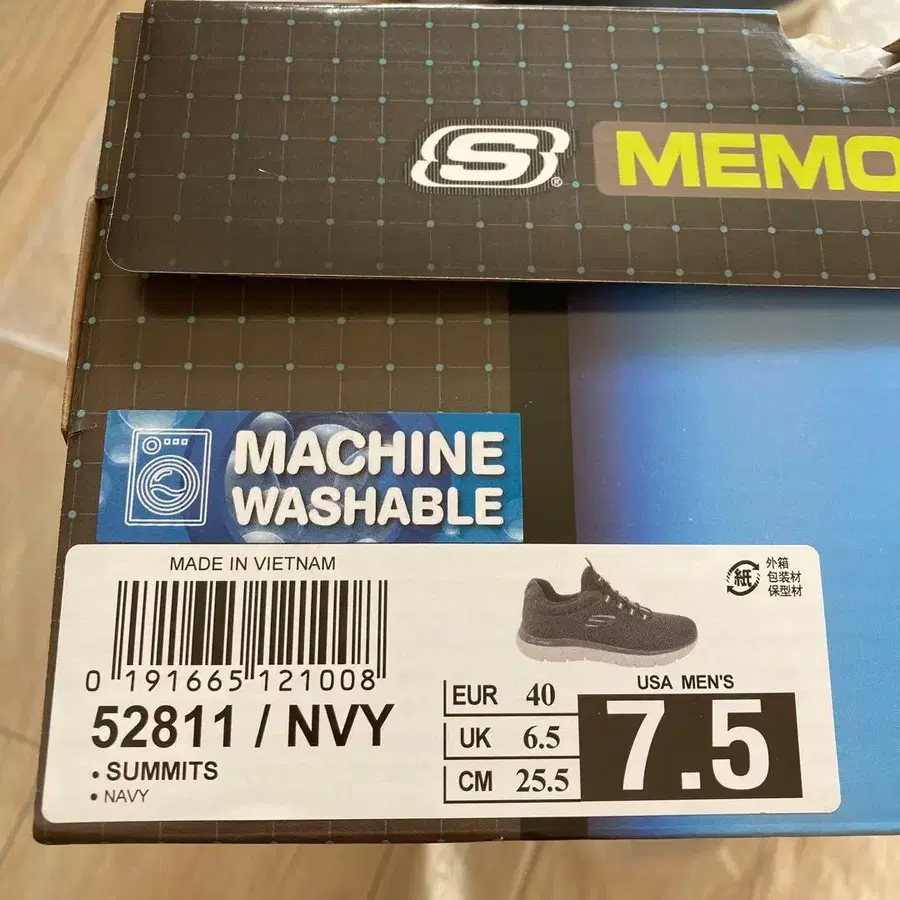 S®
MEMO
MACHINE
WASHABLE
MADE IN VIETNAM
0 191665 121008
52811 / NVY
• SUMMITS
• NAVY
紙
外箱
包装材
保型材
EUR 40
UK 6.5
CM 25.5
USA MEN'S
7.5